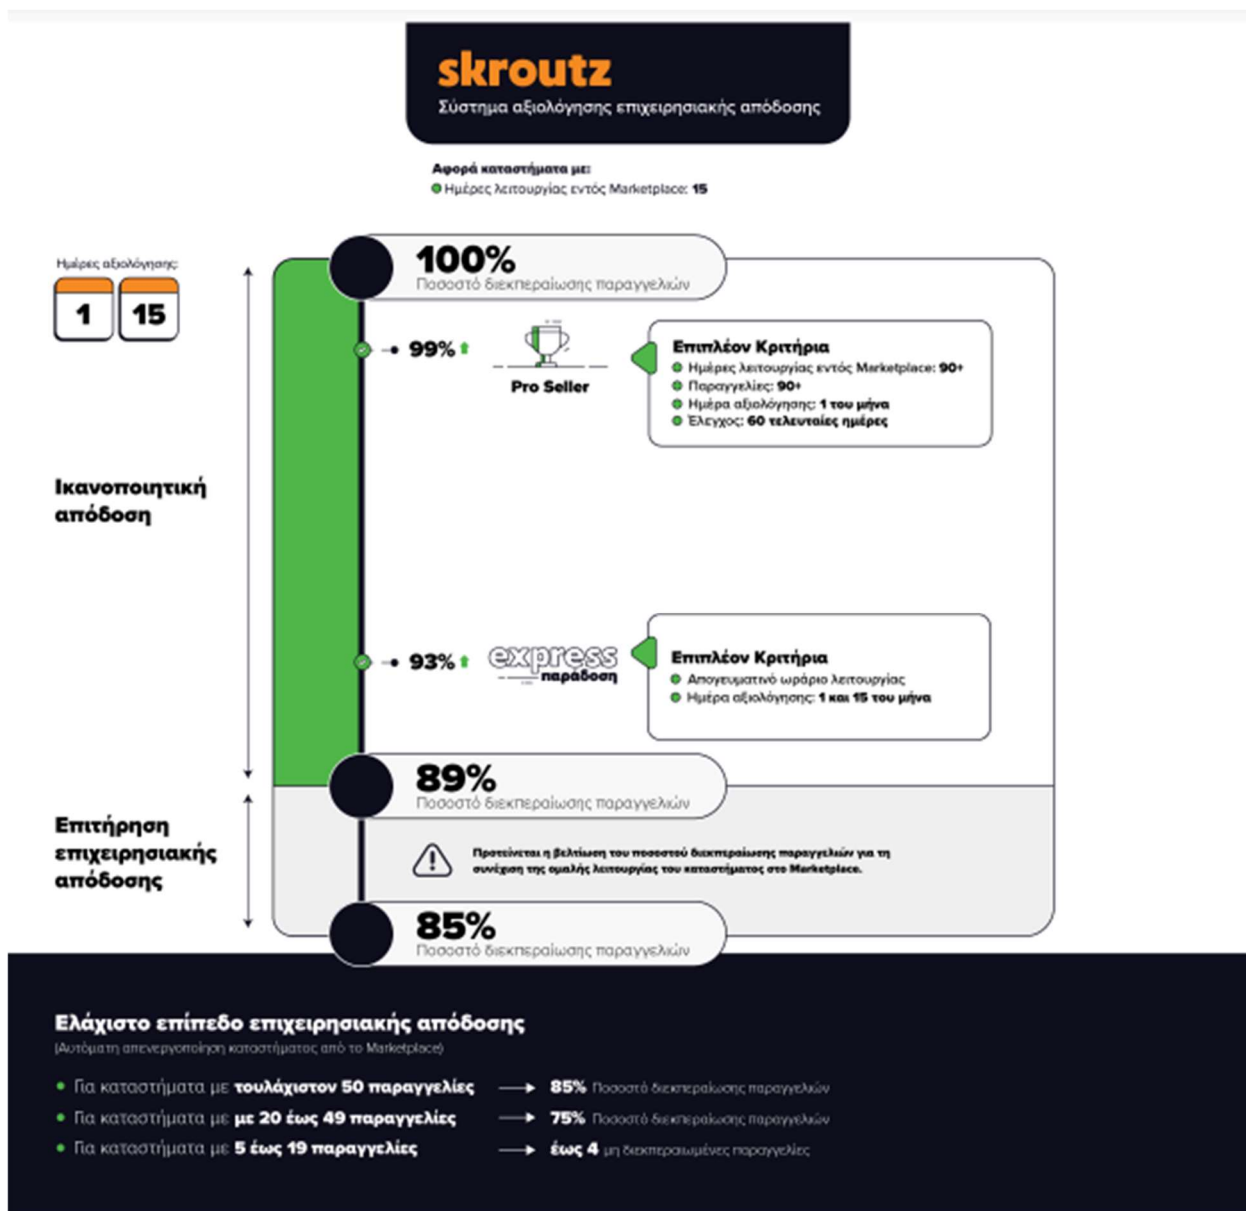 skroutz
Σύστημα αξιολόγησης επιχειρησιακής απόδοσης
Αφορά καταστήματα με:
Ημέρες λειτουργίας εντός Marketplace: 15
Ημέρες αξιολόγησης:
1 15
100%
Ποσοστό διεκπεραίωσης παραγγελιών
99%
Pro Seller
Επιπλέον Κριτήρια
Ημέρες λειτουργίας εντός Marketplace: 90+
Παραγγελίες: 90+
Ημέρα αξιολόγησης: 1 του μήνα
Έλεγχος: 60 τελευταίες ημέρες
Ικανοποιητική
απόδοση
93%
express
παράδοση
Επιπλέον Κριτήρια
Απογευματινό ωράριο λειτουργίας
Ημέρα αξιολόγησης: 1 και 15 του μήνα
89%
Ποσοστό διεκπεραίωσης παραγγελιών
Επιτήρηση
επιχειρησιακής
απόδοσης
Προτείνεται η βελτίωση του ποσοστού διεκπεραίωσης παραγγελιών για τη
συνέχιση της ομαλής λειτουργίας του καταστήματος στο Marketplace.
85%
Ποσοστό διεκπεραίωσης παραγγελιών
Ελάχιστο επίπεδο επιχειρησιακής απόδοσης
(Αυτόματη απενεργοποίηση καταστήματος από το Marketplace)
Για καταστήματα με τουλάχιστον 50 παραγγελίες 85% Ποσοστό διεκπεραίωσης παραγγελιών
Για καταστήματα με με 20 έως 49 παραγγελίες 75% Ποσοστό διεκπεραίωσης παραγγελιών
Για καταστήματα με 5 έως 19 παραγγελίες έως 4 μη διεκπεραιωμένες παραγγελίες